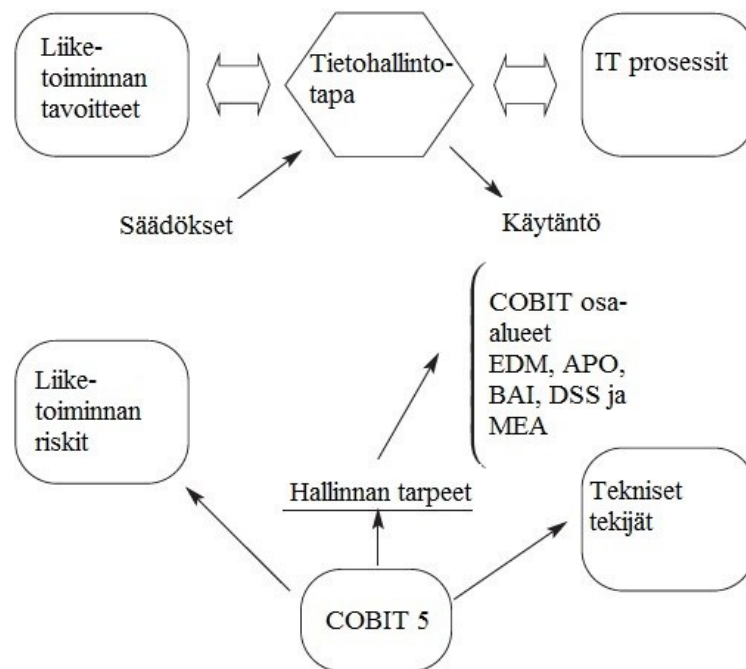 Liike-
toiminnan
tavoitteet
Tietohallinto-
tapa
IT prosessit
Säädökset
Käytäntö
COBIT osa-
alueet
EDM, APO,
BAI, DSS ja
MEA
Liike-
toiminnan
riskit
Hallinnan tarpeet
Tekniset
tekijät
COBIT 5